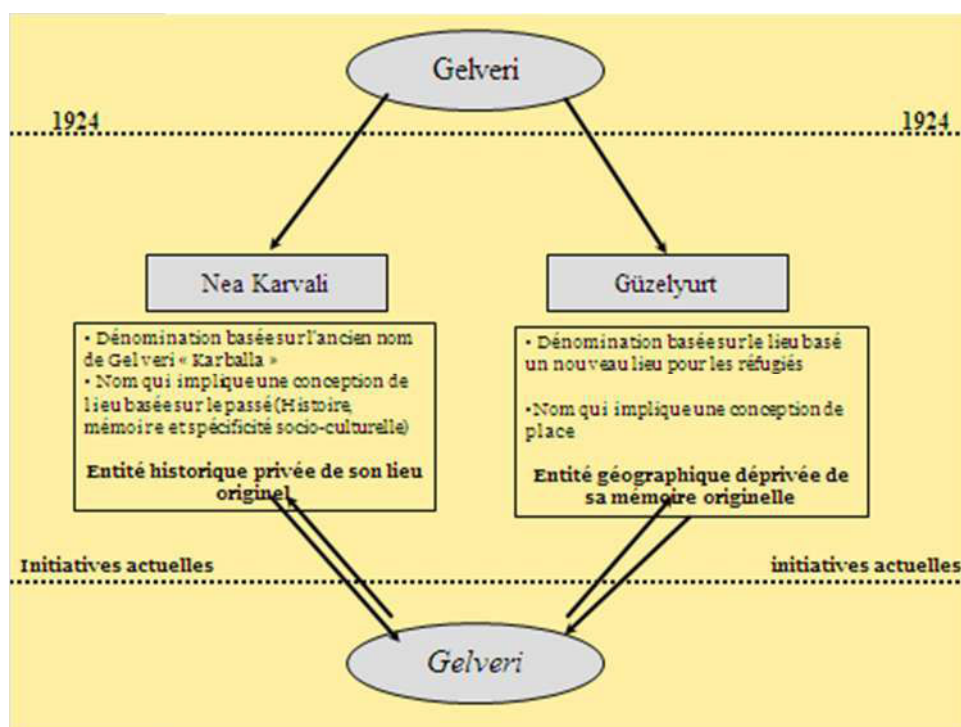 Gelveri
1924
1924
Nea Karvali
Güzelyurt
• Dénomination basée sur l'ancien nom
de Gelveri « Karballa »
• Nom qui implique une conception de
lieu basée sur le passé (Histoire,
mémoire et spécificité socio-culturelle)
Entité historique privée de son lieu
originel
• Dénomination basée sur le lieu basé
un nouveau lieu pour les réfugiés
•Nom qui implique une conception de
place
Entité géographique déprivée de
sa mémoire originelle
Initiatives actuelles
initiatives actuelles
Gelveri